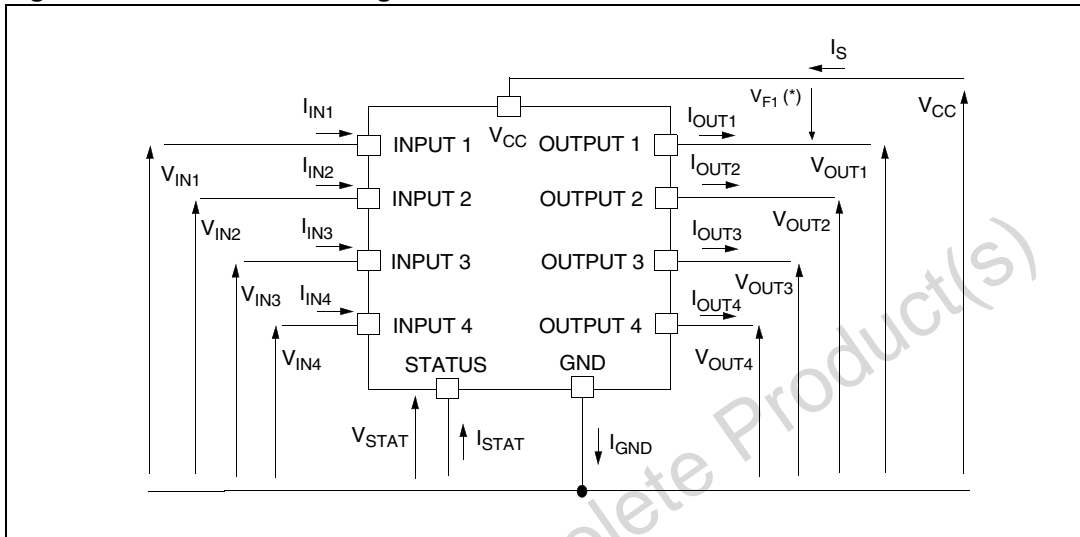 I_S
V_F1 (*)
V_CC
I_IN1
V_CC
I_OUT1
INPUT 1
OUTPUT 1
V_IN1
V_OUT1
I_IN2
I_OUT2
INPUT 2
OUTPUT 2
V_IN2
V_OUT2
I_IN3
I_OUT3
INPUT 3
OUTPUT 3
V_IN3
V_OUT3
I_IN4
I_OUT4
INPUT 4
OUTPUT 4
V_IN4
V_OUT4
STATUS
GND
V_STAT
I_STAT
I_GND
Product(s)